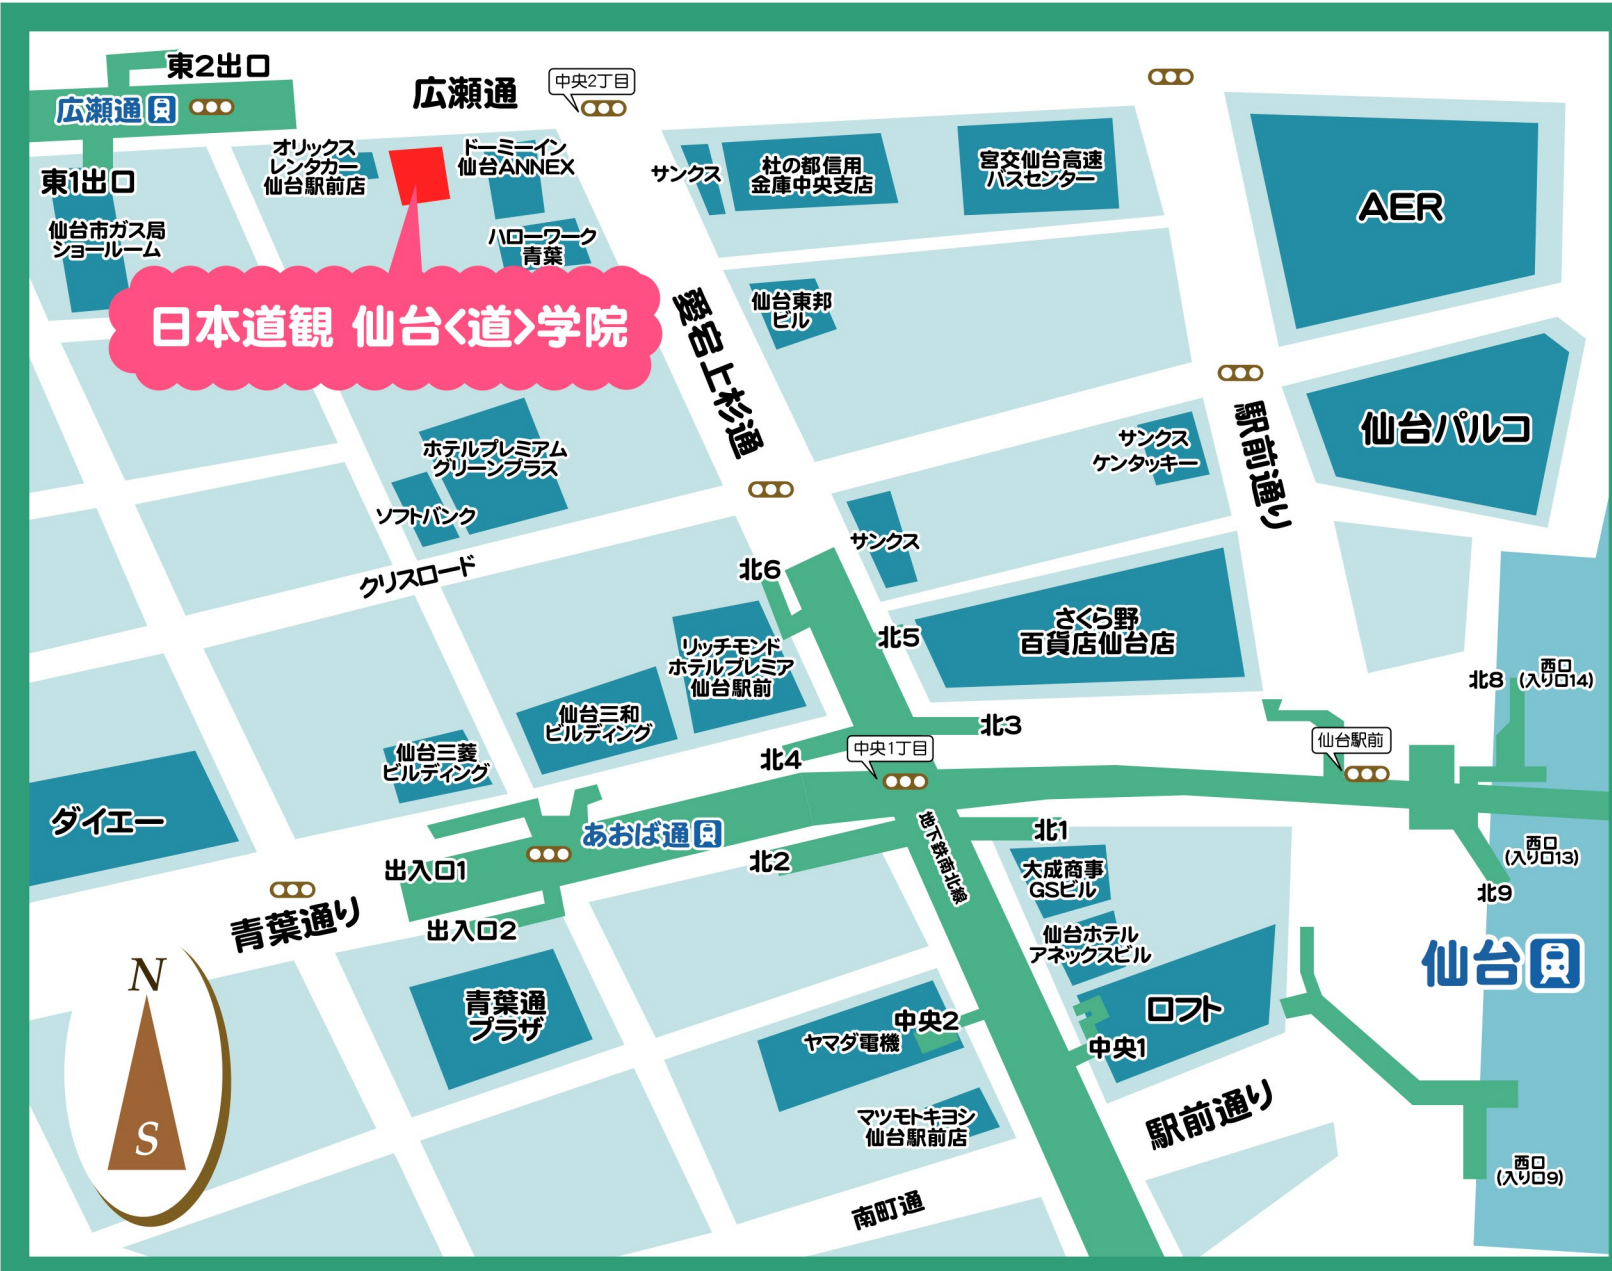 東2出口
広瀬通
広瀬通
中央2丁目
オリックス
レンタカー
仙台駅前店
ドーミーイン
仙台ANNEX
サンクス
杜の都信用
金庫中央支店
宮交仙台高速
バスセンター
AER
東1出口
仙台市ガス局
ショールーム
ハローワーク
青葉
日本道観 仙台<道>学院
仙台東邦
ビル
愛宕上杉通
駅前通り
仙台パルコ
サンクス
ケンタッキー
ホテルプレミアム
グリーンプラス
ソフトバンク
クリスロード
サンクス
北6
北5
さくら野
百貨店仙台店
リッチモンド
ホテルプレミア
仙台駅前
仙台三和
ビルディング
仙台三菱
ビルディング
北8
西口
(入り口14)
北3
北4
中央1丁目
仙台駅前
ダイエー
あおば通
出入口1
北2
北1
地下鉄南北線
西口
(入り口13)
北9
大成商事
GSビル
青葉通り
出入口2
仙台ホテル
アネックスビル
仙台
N
S
青葉通
プラザ
中央2
ヤマダ電機
ロフト
中央1
マツモトキヨシ
仙台駅前店
駅前通り
西口
(入り口9)
南町通